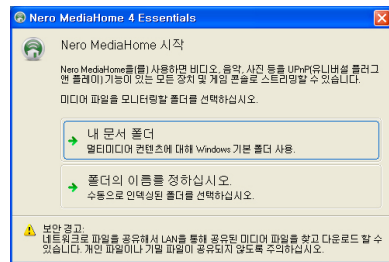 Nero MediaHome 4 Essentials
Nero MediaHome 시작
Nero MediaHome을(를) 사용하면 비디오, 음악, 사진 등을 UPnP(유니버설 플러그
앤 플레이) 기능이 있는 모든 장치 및 게임 콘솔로 스트리밍할 수 있습니다.
미디어 파일을 모니터링할 폴더를 선택하십시오.
내 문서 폴더
멀티미디어 컨텐츠에 대해 Windows 기본 폴더 사용.
폴더의 이름를 정하십시오.
수동으로 인덱싱된 폴더를 선택하십시오.
보안 경고:
네트워크로 파일을 공유해서 LAN을 통해 공유된 미디어 파일을 찾고 다운로드 할 수
있습니다. 개인 파일이나 기밀 파일이 공유되지 않도록 주의하십시오.